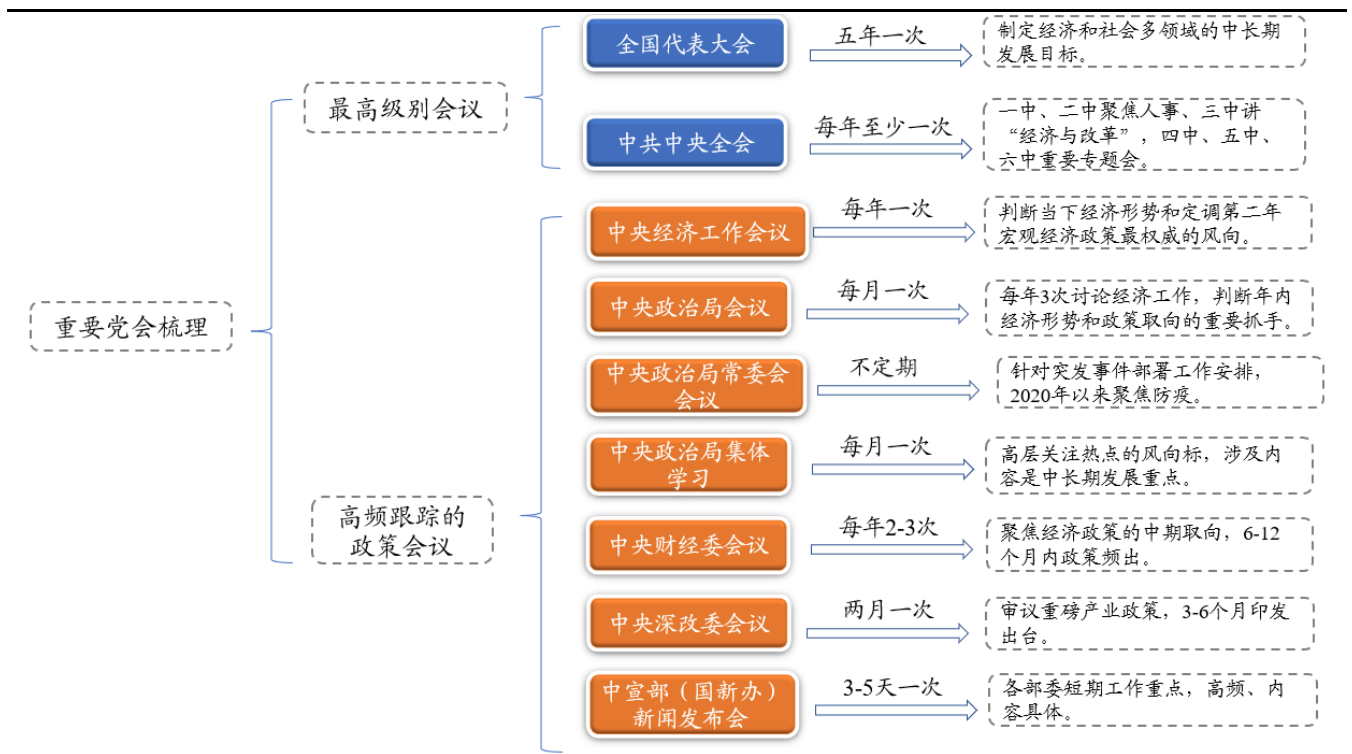 重要党会梳理
最高级别会议
全国代表大会
五年一次
制定经济和社会多领域的中长期
发展目标。
中共中央全会
每年至少一次
一中、二中聚焦人事、三中讲
“经济与改革”，四中、五中、
六中重要专题会。
高频跟踪的
政策会议
中央经济工作会议
每年一次
判断当下经济形势和定调第二年
宏观经济政策最权威的风向。
中央政治局会议
每月一次
每年3次讨论经济工作，判断年内
经济形势和政策取向的重要抓手。
中央政治局常委会
会议
不定期
针对突发事件部署工作安排，
2020年以来聚焦防疫。
中央政治局集体
学习
每月一次
高层关注热点的风向标，涉及内
容是中长期发展重点。
中央财经委会议
每年2-3次
聚焦经济政策的中期取向，6-12
个月内政策频出。
中央深改委会议
两月一次
审议重磅产业政策，3-6个月印发
出台。
中宣部（国新办）
新闻发布会
3-5天一次
各部委短期工作重点，高频、内
容具体。